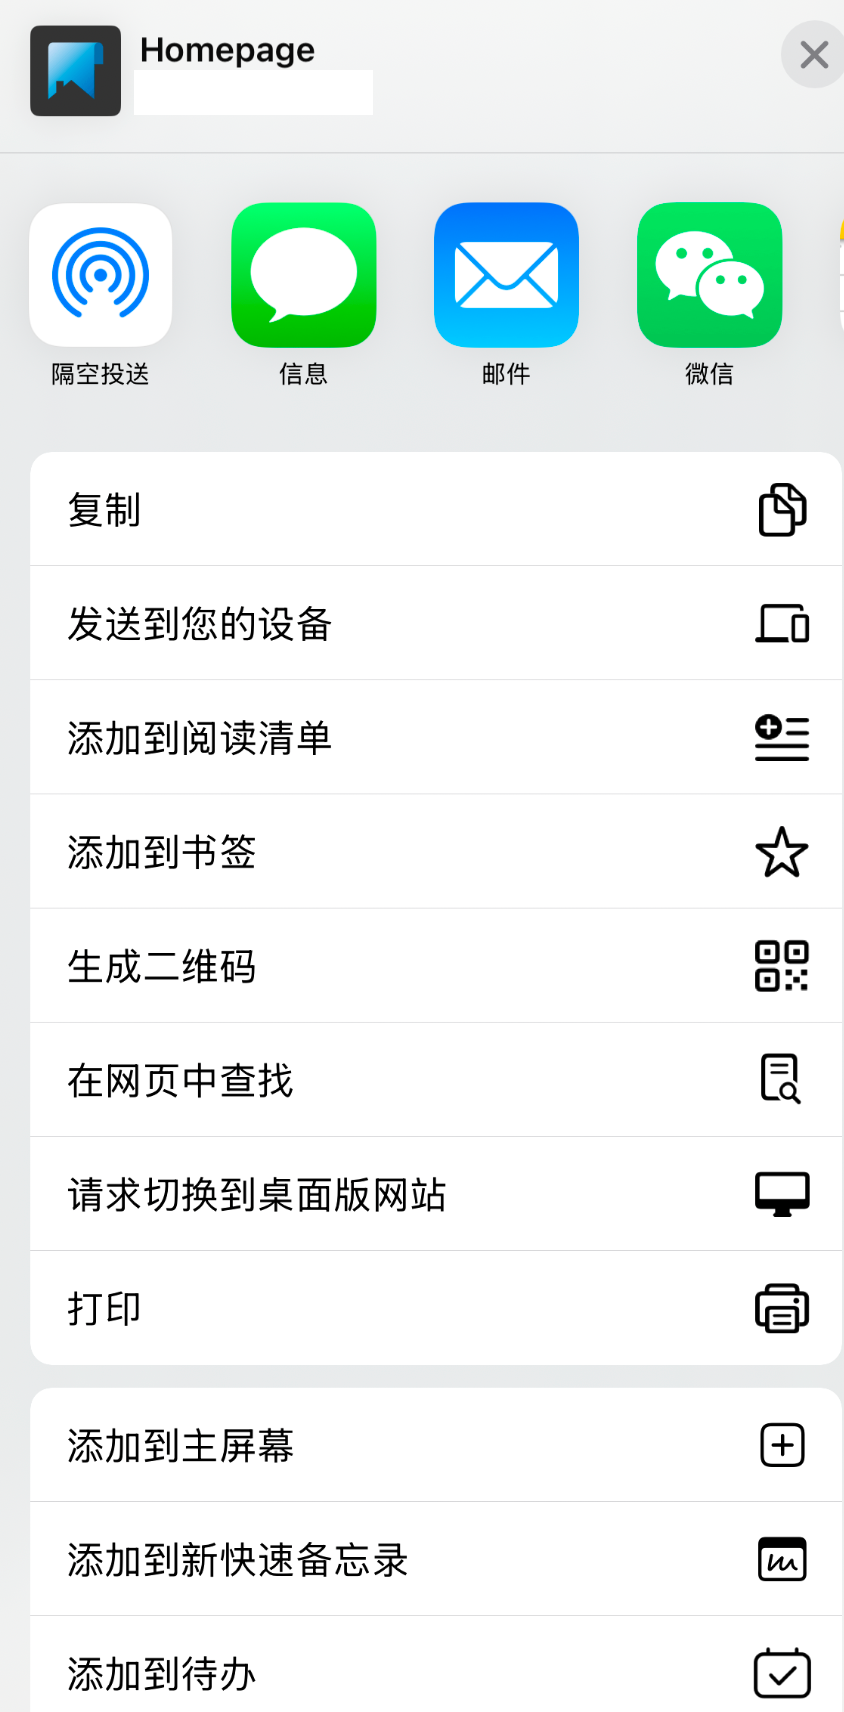 Homepage
隔空投送
信息
邮件
微信
复制
发送到您的设备
添加到阅读清单
添加到书签
生成二维码
在网页中查找
请求切换到桌面版网站
打印
添加到主屏幕
添加到新快速备忘录
添加到待办